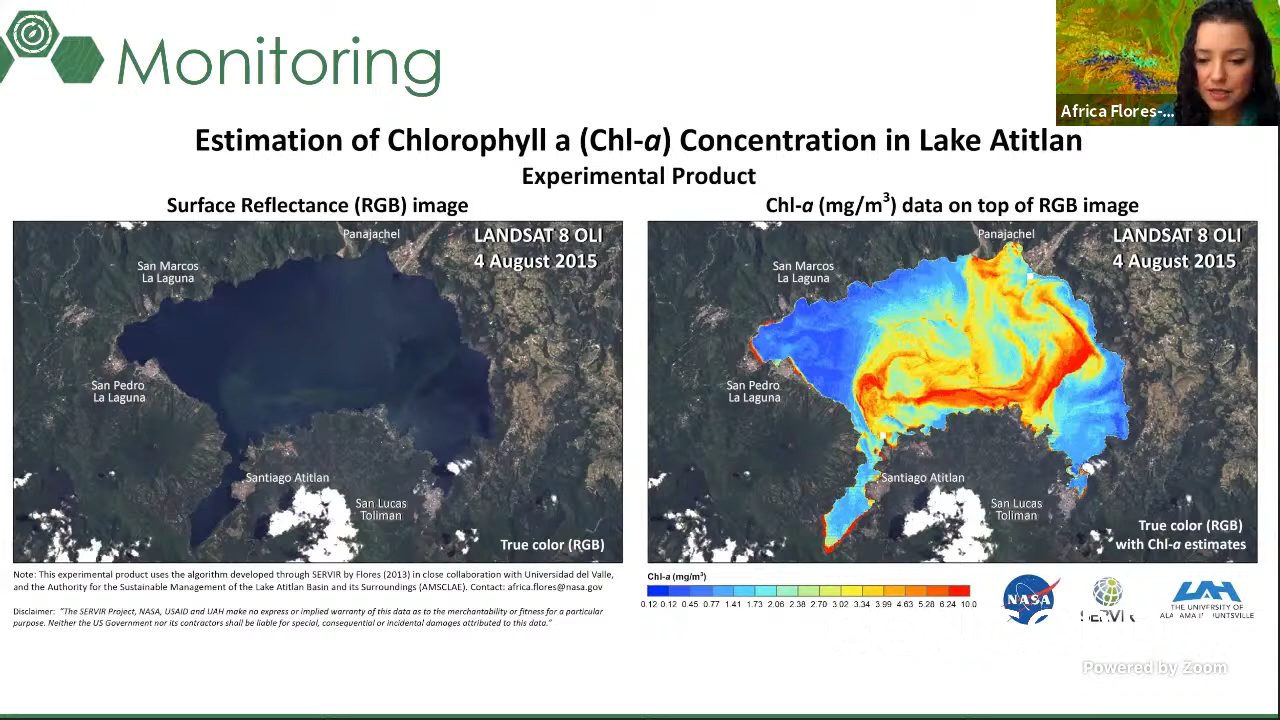 Monitoring
Africa Flores-...
Estimation of Chlorophyll a (Chl-a) Concentration in Lake Atitlan
Experimental Product
Surface Reflectance (RGB) image
Chl-a (mg/m³) data on top of RGB image
Panajachel
LANDSAT 8 OLI
4 August 2015
San Marcos
La Laguna
San Pedro
La Laguna
Santiago Atitlan
San Lucas
Toliman
True color (RGB)
Panajachel
LANDSAT 8 OLI
4 August 2015
San Marcos
La Laguna
San Pedro
La Laguna
Santiago Atitlan
San Lucas
Toliman
True color (RGB)
with Chl-a estimates
Note: This experimental product uses the algorithm developed through SERVIR by Flores (2013) in close collaboration with Universidad del Valle,
and the Authority for the Sustainable Management of the Lake Atitlan Basin and its Surroundings (AMSCLAE). Contact: africa.flores@nasa.gov
Disclaimer: "The SERVIR Project, NASA, USAID and UAH make no express or implied warranty of this data as to the merchantability or fitness for a particular
purpose. Neither the US Government nor its contractors shall be liable for special, consequential or incidental damages attributed to this data."
Chl-a (mg/m³)
0.12 0.12 0.45 0.77 1.41 1.73 2.06 2.38 2.70 3.02 3.34 3.99 4.63 5.28 6.24 10.0
NASA
SERVIR
UAH
THE UNIVERSITY OF
ALABAMA IN HUNTSVILLE
Powered by Zoom